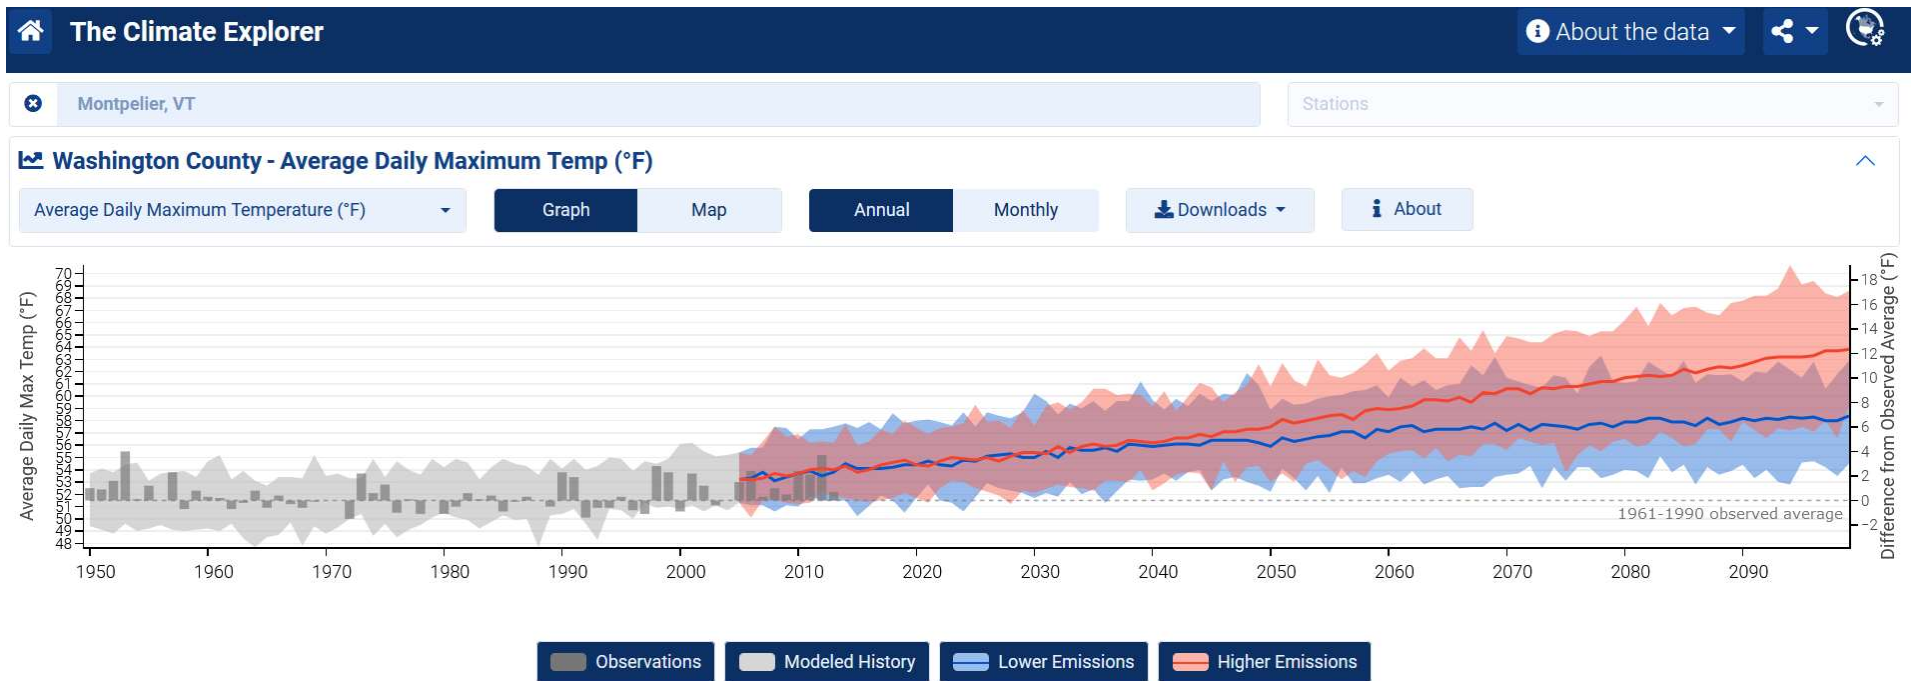 The Climate Explorer
About the data
Montpelier, VT
Stations
Washington County - Average Daily Maximum Temp (°F)
Average Daily Maximum Temperature (°F)
Graph
Map
Annual
Monthly
Downloads
About
Average Daily Max Temp (°F)
70
69
68
67
66
65
64
63
62
61
60
59
58
57
56
55
54
53
52
51
50
49
48
1950
1960
1970
1980
1990
2000
2010
2020
2030
2040
2050
2060
2070
2080
2090
18
16
14
12
10
8
6
4
2
0
−2
Difference from Observed Average (°F)
1961-1990 observed average
Observations
Modeled History
Lower Emissions
Higher Emissions